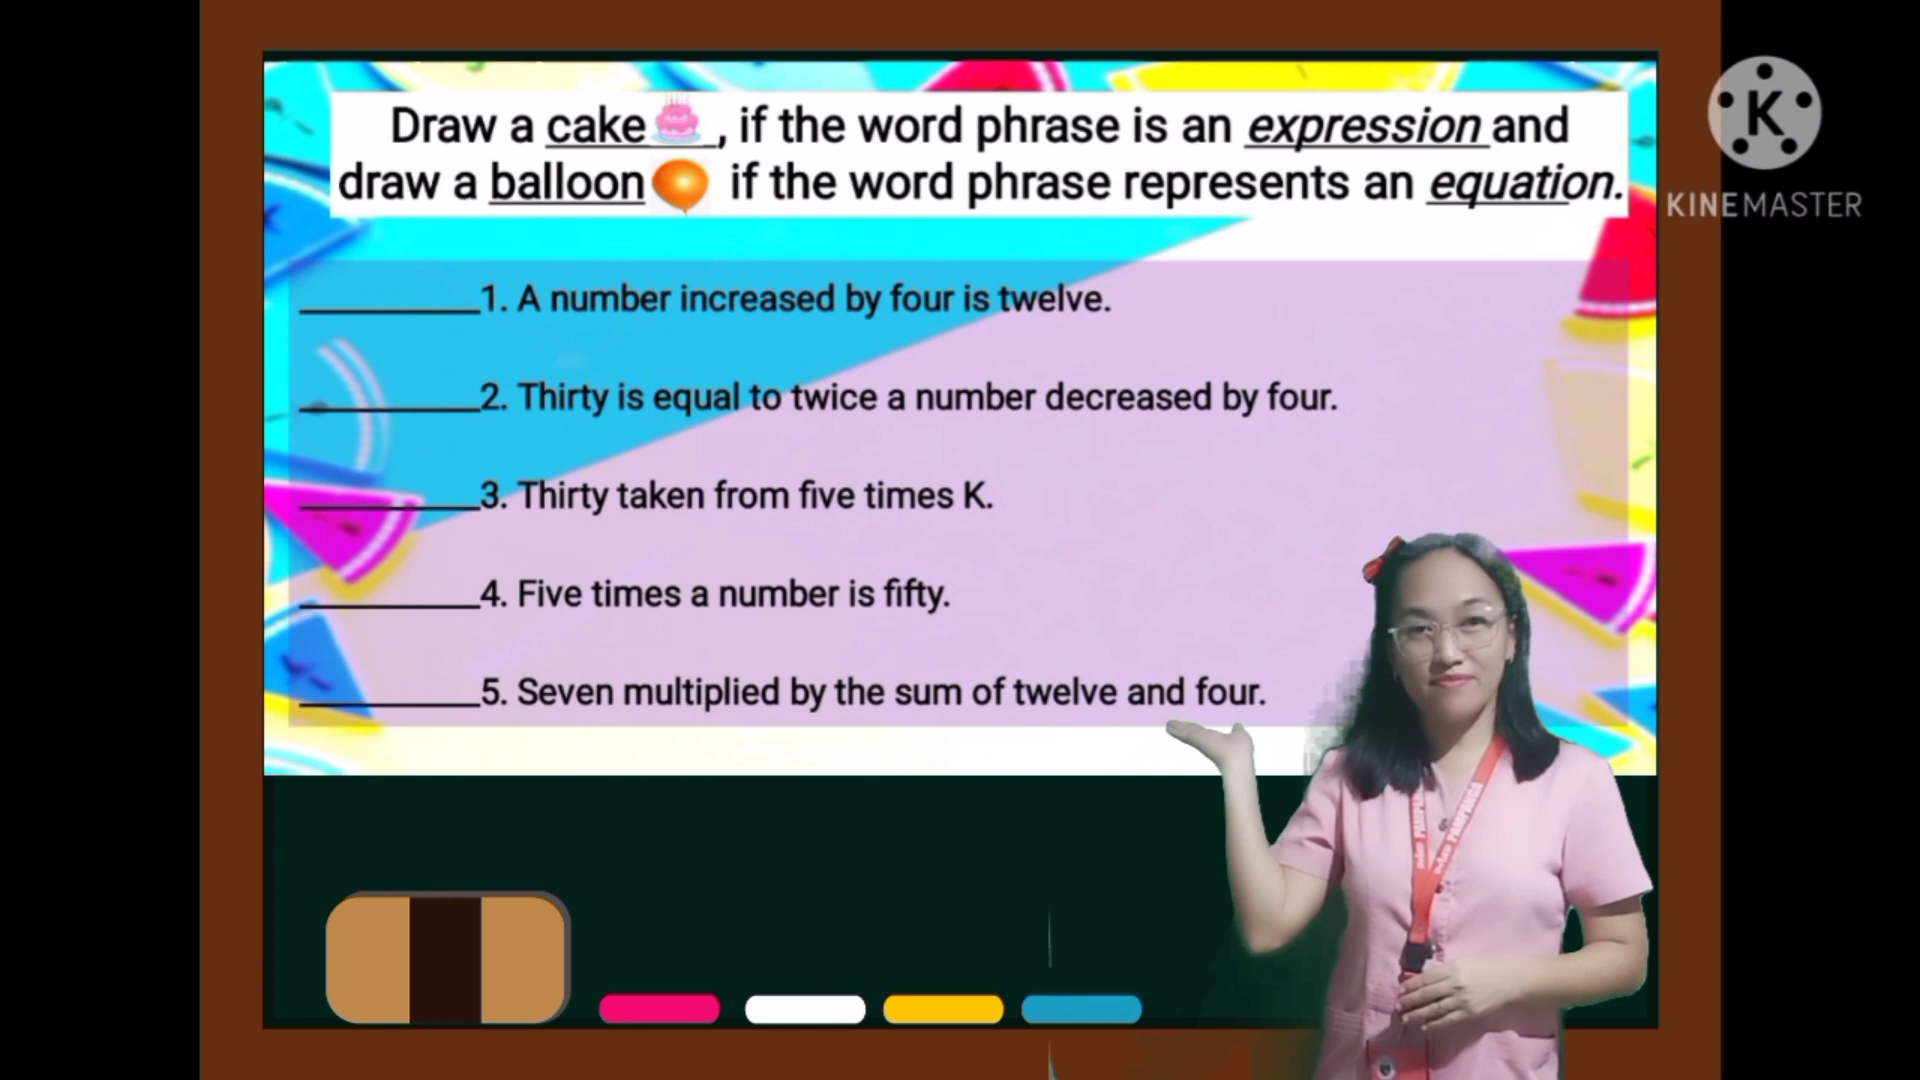 Draw a cake , if the word phrase is an expression and
draw a balloon if the word phrase represents an equation.
K
KINEMASTER
__________1. A number increased by four is twelve.
__________2. Thirty is equal to twice a number decreased by four.
__________3. Thirty taken from five times K.
__________4. Five times a number is fifty.
__________5. Seven multiplied by the sum of twelve and four.